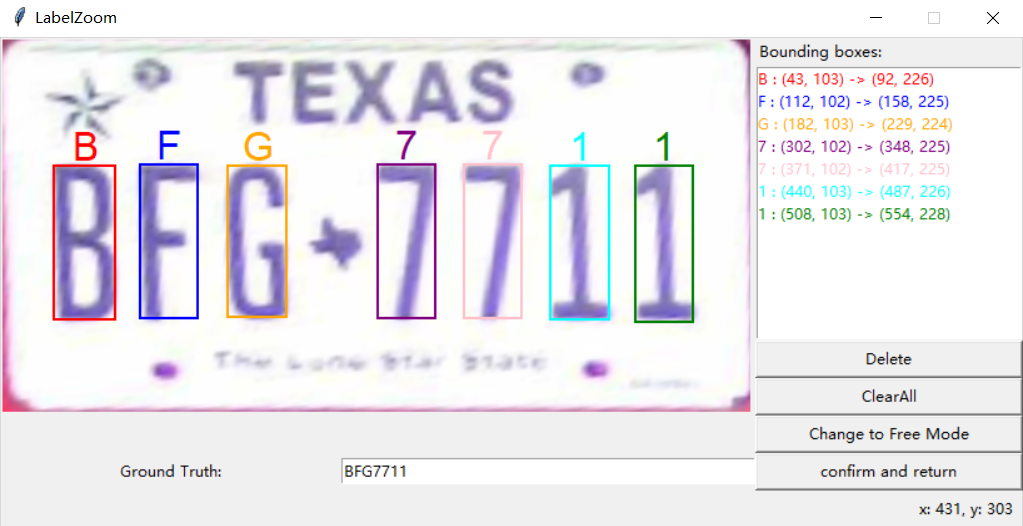 LabelZoom
TEXAS
B F G 7 7 1 1
BFG 7711
The Lone Star State
Bounding boxes:
B : (43, 103) -> (92, 226)
F : (112, 102) -> (158, 225)
G : (182, 103) -> (229, 224)
7 : (302, 102) -> (348, 225)
7 : (371, 102) -> (417, 225)
1 : (440, 103) -> (487, 226)
1 : (508, 103) -> (554, 228)
Delete
ClearAll
Change to Free Mode
confirm and return
Ground Truth: BFG7711
x: 431, y: 303